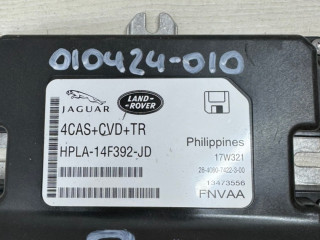 010424-010
JAGUAR
LAND-ROVER
4CAS+CVD+TR
HPLA-14F392-JD
Philippines
17W321
13473556
FNVAA